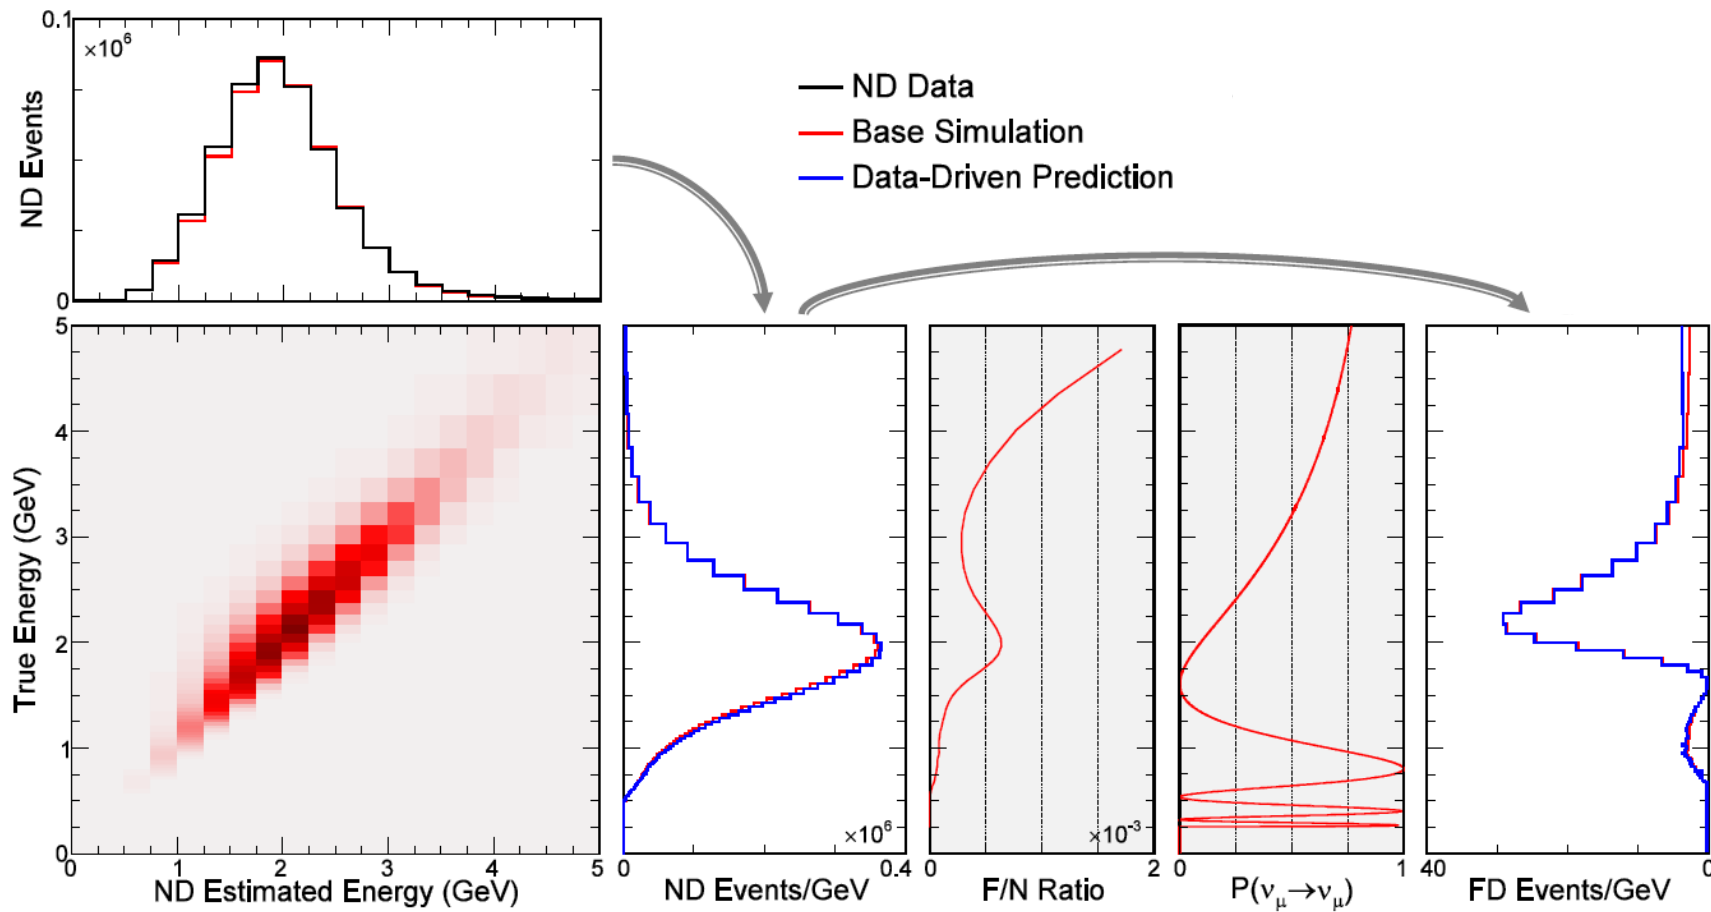 0.1
×10⁶
ND Events
0
ND Data
Base Simulation
Data-Driven Prediction
True Energy (GeV)
5
4
3
2
1
0
0 1 2 3 4 5
ND Estimated Energy (GeV)
×10⁶
0 0.4
ND Events/GeV
×10⁻³
0 2
F/N Ratio
0 1
P(νμ→νμ)
40 0
FD Events/GeV